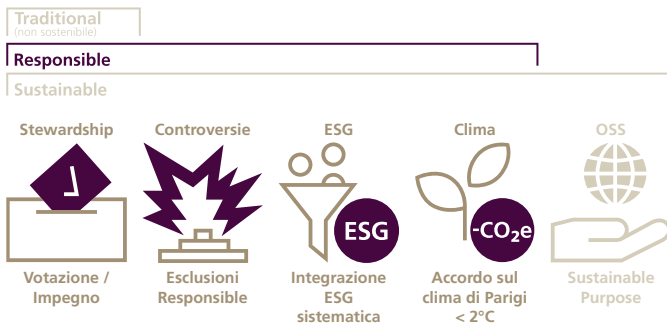 Traditional
(non sostenibile)
Responsible
Sustainable
Stewardship
Controversie
ESG
Clima
OSS
ESG
-CO₂e
Votazione /
Impegno
Esclusioni
Responsible
Integrazione
ESG
sistematica
Accordo sul
clima di Parigi
< 2°C
Sustainable
Purpose